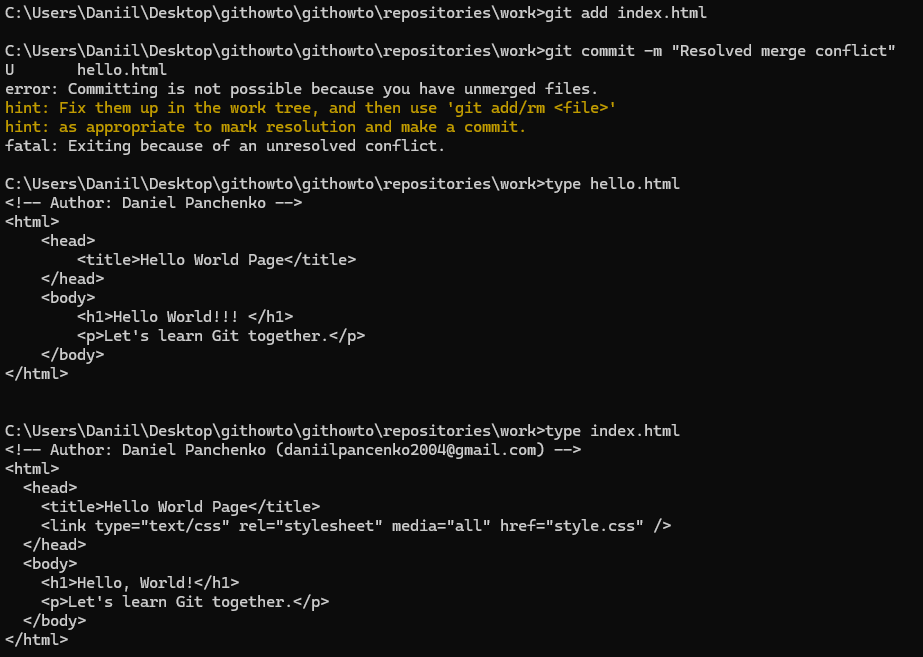 C:\Users\Daniil\Desktop\githowto\githowto\repositories\work>git add index.html
C:\Users\Daniil\Desktop\githowto\githowto\repositories\work>git commit -m "Resolved merge conflict"
U       hello.html
error: Committing is not possible because you have unmerged files.
hint: Fix them up in the work tree, and then use 'git add/rm <file>'
hint: as appropriate to mark resolution and make a commit.
fatal: Exiting because of an unresolved conflict.
C:\Users\Daniil\Desktop\githowto\githowto\repositories\work>type hello.html
<!-- Author: Daniel Panchenko -->
<html>
    <head>
        <title>Hello World Page</title>
    </head>
    <body>
        <h1>Hello World!!! </h1>
        <p>Let's learn Git together.</p>
    </body>
</html>
C:\Users\Daniil\Desktop\githowto\githowto\repositories\work>type index.html
<!-- Author: Daniel Panchenko (daniilpancenko2004@gmail.com) -->
<html>
  <head>
    <title>Hello World Page</title>
    <link type="text/css" rel="stylesheet" media="all" href="style.css" />
  </head>
  <body>
    <h1>Hello, World!</h1>
    <p>Let's learn Git together.</p>
  </body>
</html>